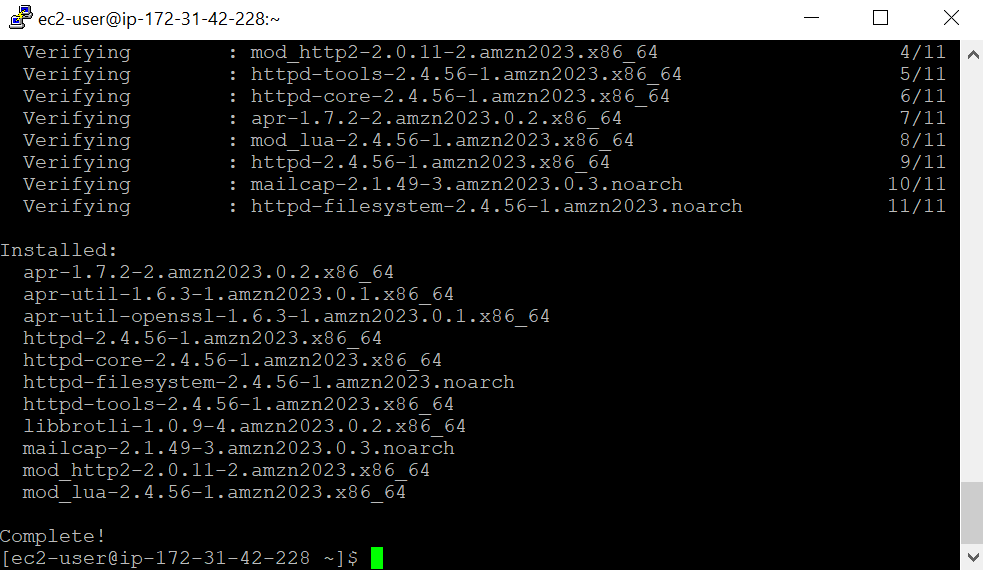 ec2-user@ip-172-31-42-228:~
Verifying : mod_http2-2.0.11-2.amzn2023.x86_64 4/11
Verifying : httpd-tools-2.4.56-1.amzn2023.x86_64 5/11
Verifying : httpd-core-2.4.56-1.amzn2023.x86_64 6/11
Verifying : apr-1.7.2-2.amzn2023.0.2.x86_64 7/11
Verifying : mod_lua-2.4.56-1.amzn2023.x86_64 8/11
Verifying : httpd-2.4.56-1.amzn2023.x86_64 9/11
Verifying : mailcap-2.1.49-3.amzn2023.0.3.noarch 10/11
Verifying : httpd-filesystem-2.4.56-1.amzn2023.noarch 11/11
Installed:
apr-1.7.2-2.amzn2023.0.2.x86_64
apr-util-1.6.3-1.amzn2023.0.1.x86_64
apr-util-openssl-1.6.3-1.amzn2023.0.1.x86_64
httpd-2.4.56-1.amzn2023.x86_64
httpd-core-2.4.56-1.amzn2023.x86_64
httpd-filesystem-2.4.56-1.amzn2023.noarch
httpd-tools-2.4.56-1.amzn2023.x86_64
libbrotli-1.0.9-4.amzn2023.0.2.x86_64
mailcap-2.1.49-3.amzn2023.0.3.noarch
mod_http2-2.0.11-2.amzn2023.x86_64
mod_lua-2.4.56-1.amzn2023.x86_64
Complete!
[ec2-user@ip-172-31-42-228 ~]$